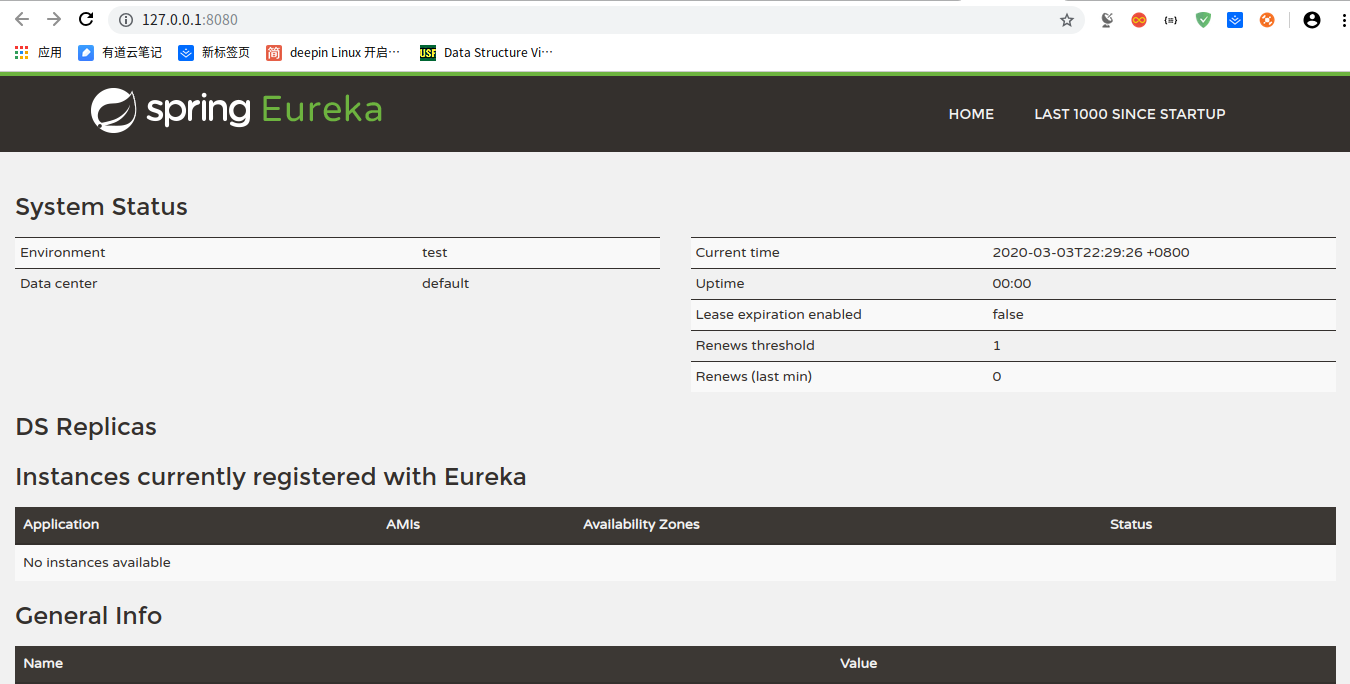 127.0.0.1:8080
应用 有道云笔记 新标签页 简 deepin Linux 开启… USF Data Structure Vi…
spring Eureka HOME LAST 1000 SINCE STARTUP
System Status
Environment test
Data center default
Current time 2020-03-03T22:29:26 +0800
Uptime 00:00
Lease expiration enabled false
Renews threshold 1
Renews (last min) 0
DS Replicas
Instances currently registered with Eureka
Application AMIs Availability Zones Status
No instances available
General Info
Name Value